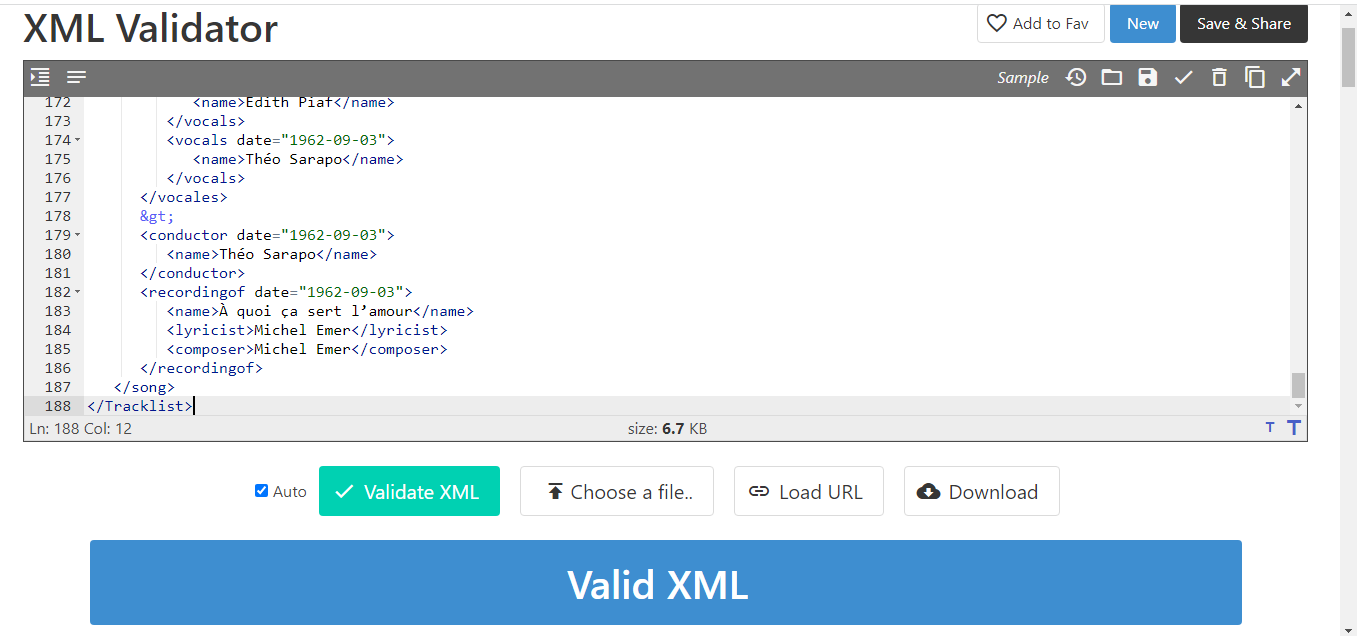 XML Validator
Add to Fav
New
Save & Share
Sample
172 <name>Edith Piaf</name>
173 </vocals>
174 <vocals date="1962-09-03">
175 <name>Théo Sarapo</name>
176 </vocals>
177 </vocales>
178 &gt;
179 <conductor date="1962-09-03">
180 <name>Théo Sarapo</name>
181 </conductor>
182 <recordingof date="1962-09-03">
183 <name>À quoi ça sert l’amour</name>
184 <lyricist>Michel Emer</lyricist>
185 <composer>Michel Emer</composer>
186 </recordingof>
187 </song>
188 </Tracklist>
Ln: 188 Col: 12
size: 6.7 KB
T T
Auto
Validate XML
Choose a file..
Load URL
Download
Valid XML